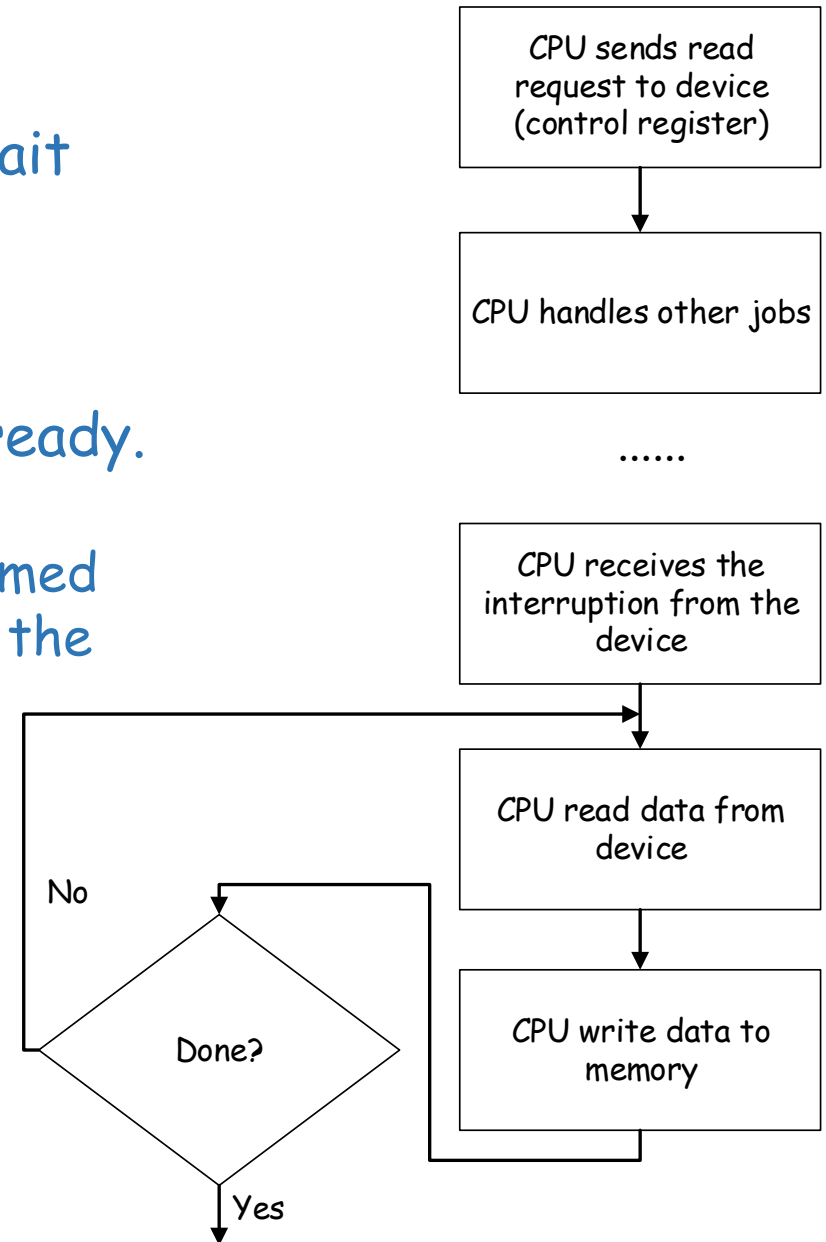 ait
ready.
med
the
CPU sends read
request to device
(control register)
CPU handles other jobs
......
CPU receives the
interruption from the
device
CPU read data from
device
CPU write data to
memory
Done?
No
Yes